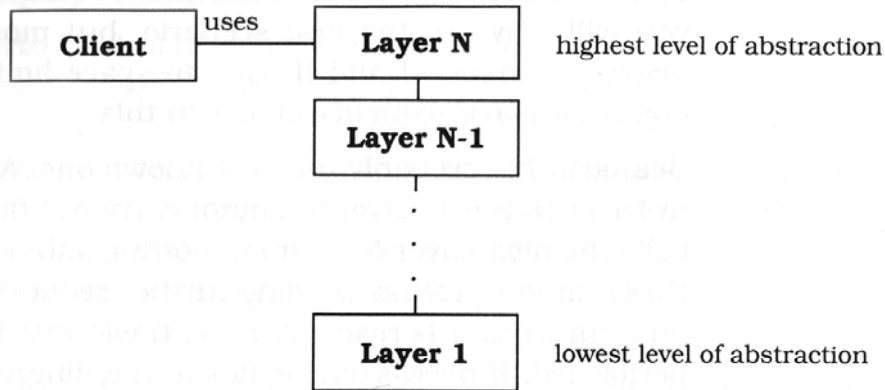 uses
Client
Layer N
highest level of abstraction
Layer N-1
Layer 1
lowest level of abstraction